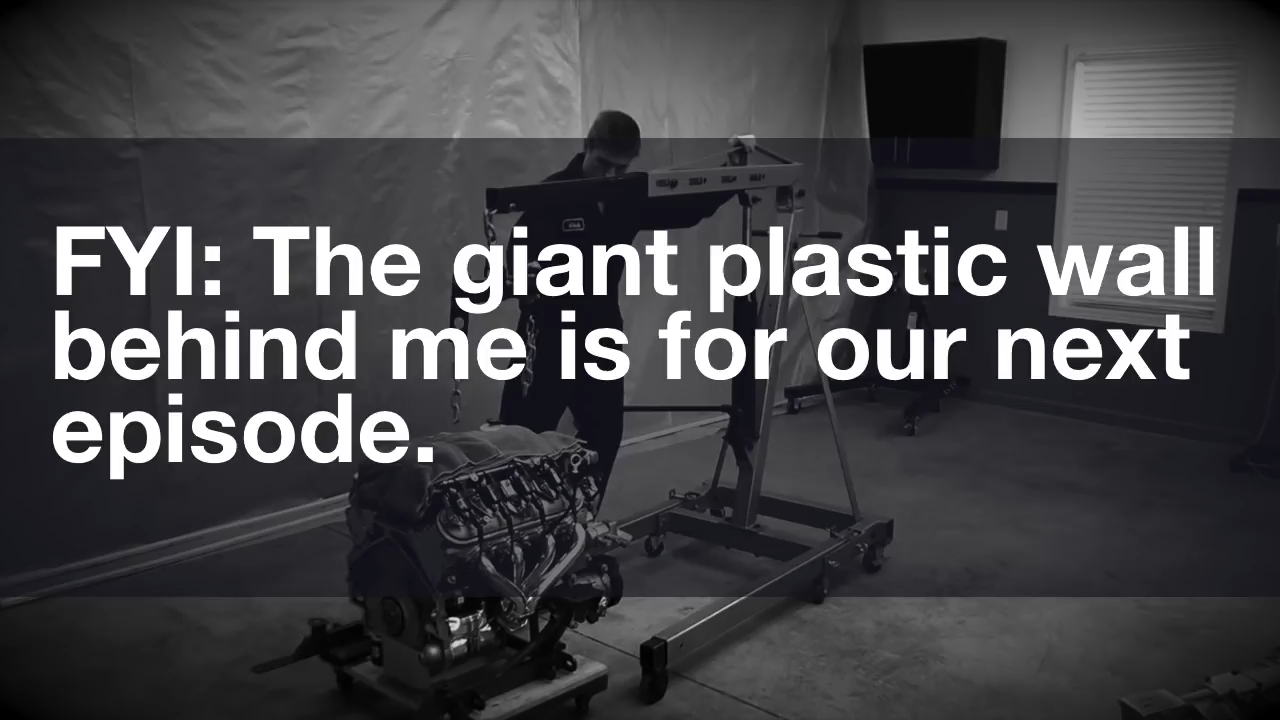 FYI: The giant plastic wall
behind me is for our next
episode.